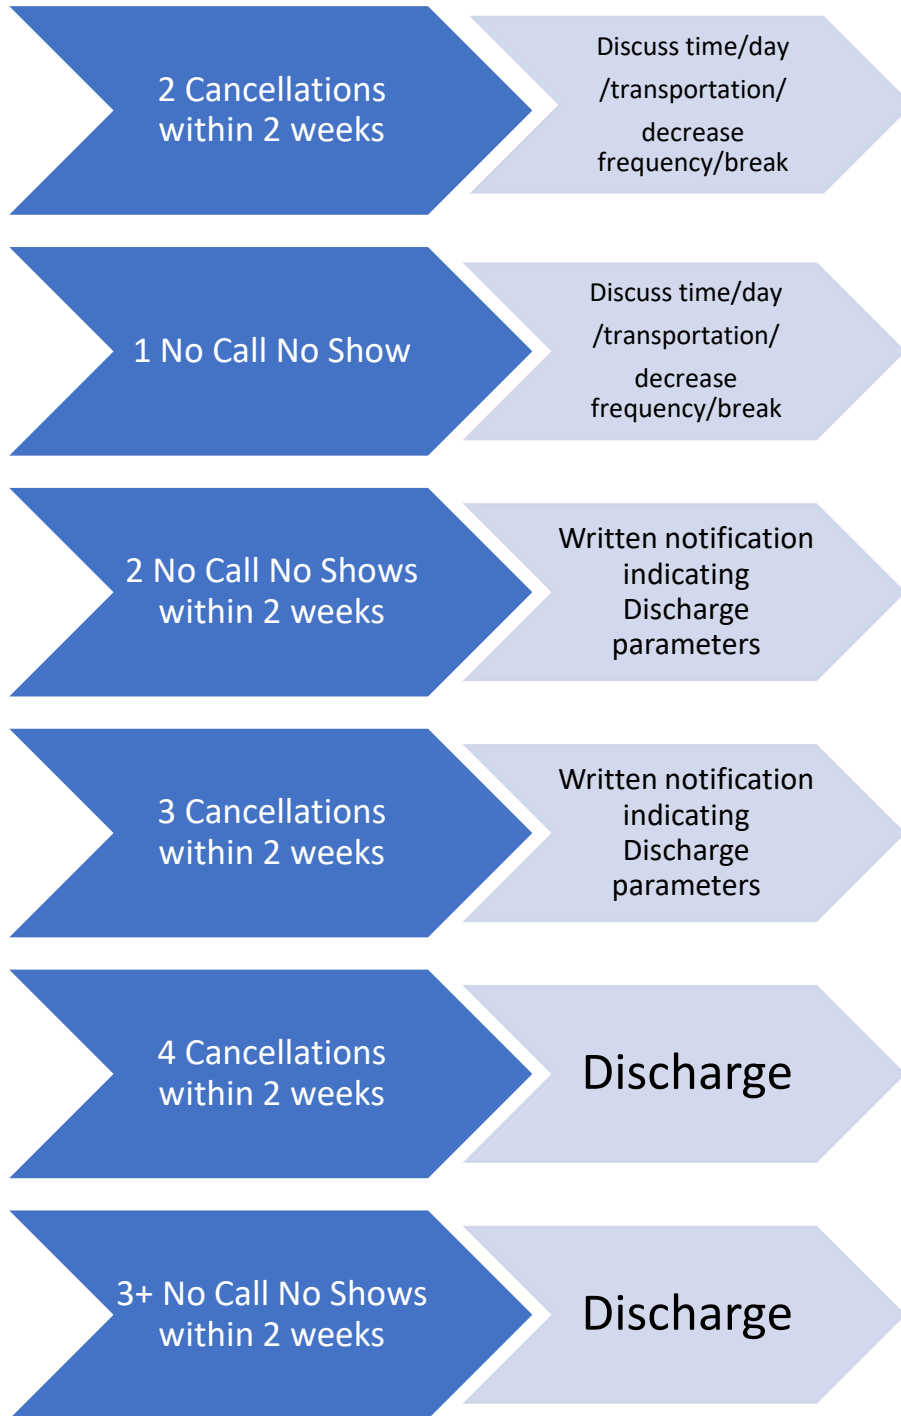 2 Cancellations
within 2 weeks
Discuss time/day
/transportation/
decrease
frequency/break
1 No Call No Show
Discuss time/day
/transportation/
decrease
frequency/break
2 No Call No Shows
within 2 weeks
Written notification
indicating
Discharge
parameters
3 Cancellations
within 2 weeks
Written notification
indicating
Discharge
parameters
4 Cancellations
within 2 weeks
Discharge
3+ No Call No Shows
within 2 weeks
Discharge